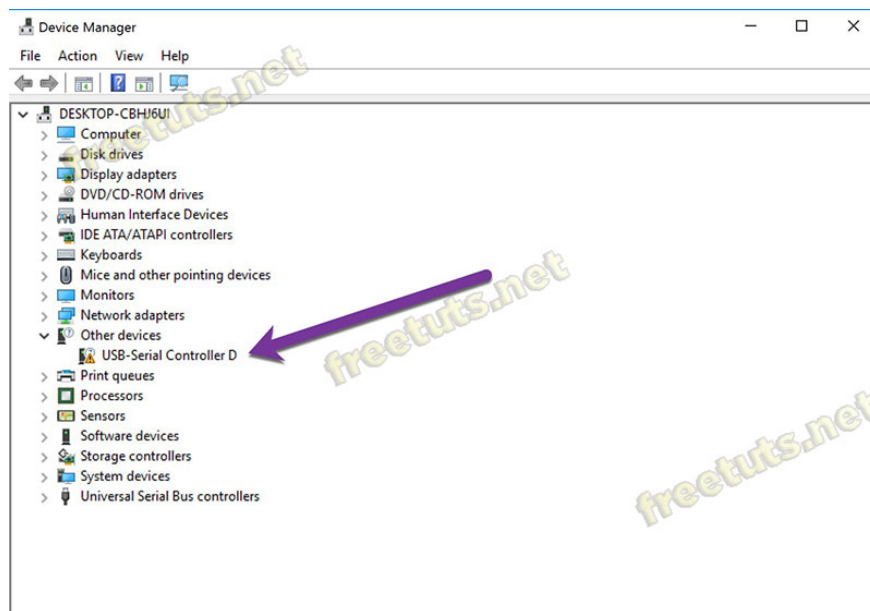 Device Manager
File Action View Help
DESKTOP-CBHJ6UI
Computer
Disk drives
Display adapters
DVD/CD-ROM drives
Human Interface Devices
IDE ATA/ATAPI controllers
Keyboards
Mice and other pointing devices
Monitors
Network adapters
Other devices
USB-Serial Controller D
Print queues
Processors
Sensors
Software devices
Storage controllers
System devices
Universal Serial Bus controllers
freetuts.net
freetuts.net
freetuts.net